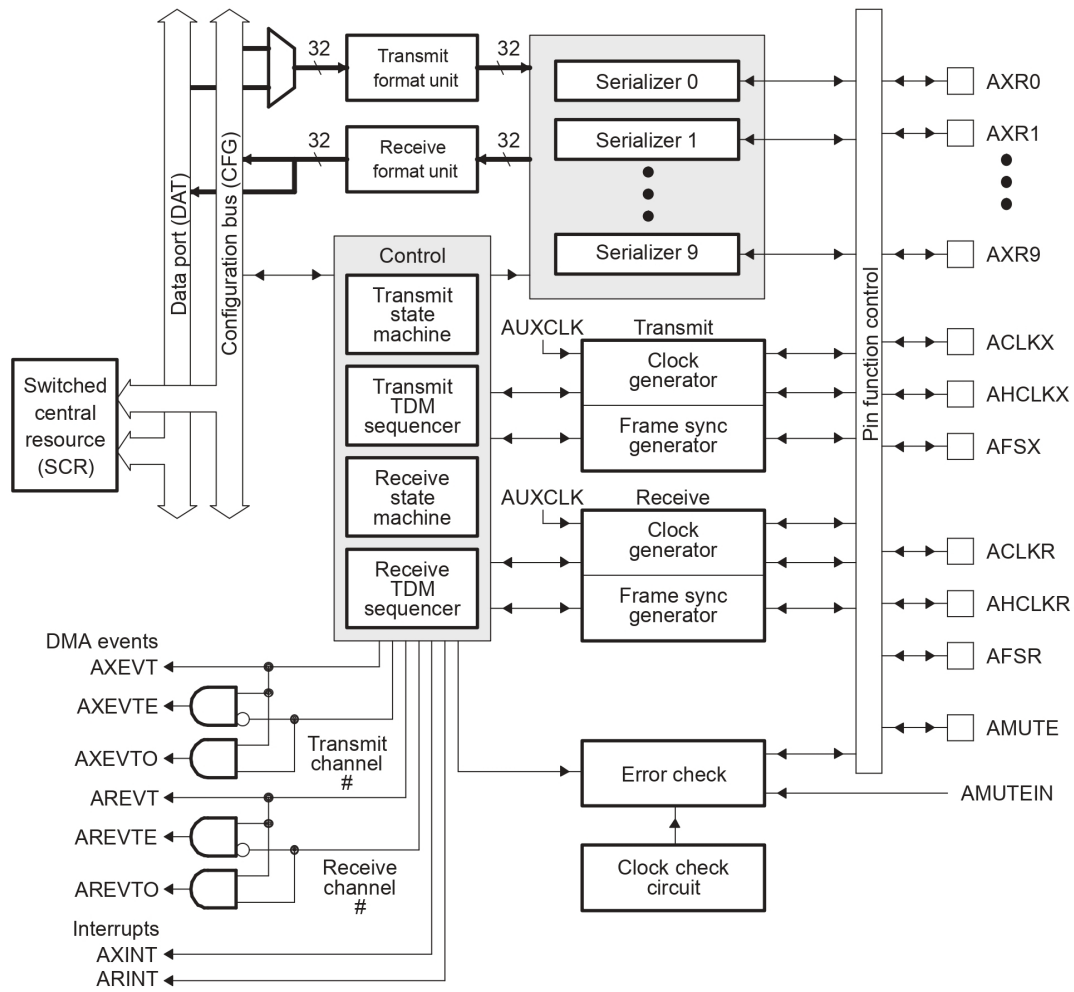 32
Transmit
format unit
32
Serializer 0
AXR0
32
Receive
format unit
32
Serializer 1
AXR1
Serializer 9
AXR9
Data port (DAT)
Configuration bus (CFG)
Control
Transmit
state
machine
Transmit
TDM
sequencer
Receive
state
machine
Receive
TDM
sequencer
Switched
central
resource
(SCR)
AUXCLK
Transmit
Clock
generator
Frame sync
generator
AUXCLK
Receive
Clock
generator
Frame sync
generator
Pin function control
ACLKX
AHCLKX
AFSX
ACLKR
AHCLKR
AFSR
AMUTE
AMUTEIN
DMA events
AXEVT
AXEVTE
AXEVTO
Transmit
channel
#
AREVT
AREVTE
AREVTO
Receive
channel
#
Interrupts
AXINT
ARINT
Error check
Clock check
circuit